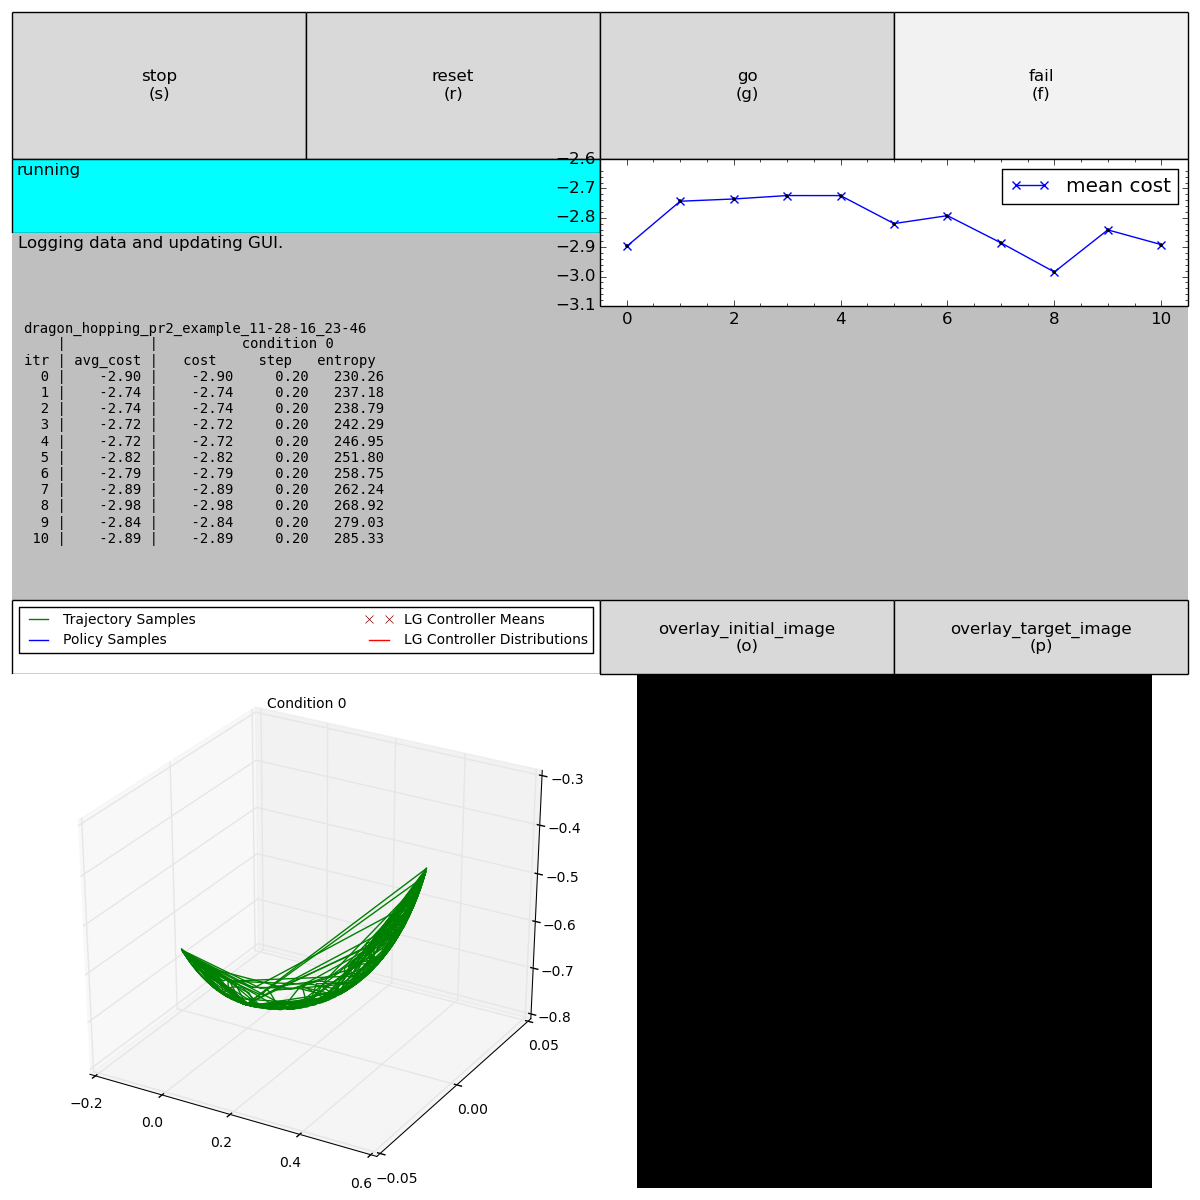 stop
(s)
reset
(r)
go
(g)
fail
(f)
running
Logging data and updating GUI.
−2.6
−2.7
−2.8
−2.9
−3.0
−3.1
mean cost
0 2 4 6 8 10
dragon_hopping_pr2_example_11-28-16_23-46
| | condition 0
itr | avg_cost | cost step entropy
0 | -2.90 | -2.90 0.20 230.26
1 | -2.74 | -2.74 0.20 237.18
2 | -2.74 | -2.74 0.20 238.79
3 | -2.72 | -2.72 0.20 242.29
4 | -2.72 | -2.72 0.20 246.95
5 | -2.82 | -2.82 0.20 251.80
6 | -2.79 | -2.79 0.20 258.75
7 | -2.89 | -2.89 0.20 262.24
8 | -2.98 | -2.98 0.20 268.92
9 | -2.84 | -2.84 0.20 279.03
10 | -2.89 | -2.89 0.20 285.33
Trajectory Samples
Policy Samples
LG Controller Means
LG Controller Distributions
overlay_initial_image
(o)
overlay_target_image
(p)
Condition 0
−0.3
−0.4
−0.5
−0.6
−0.7
−0.8
0.05
0.00
−0.05
−0.2
0.0
0.2
0.4
0.6